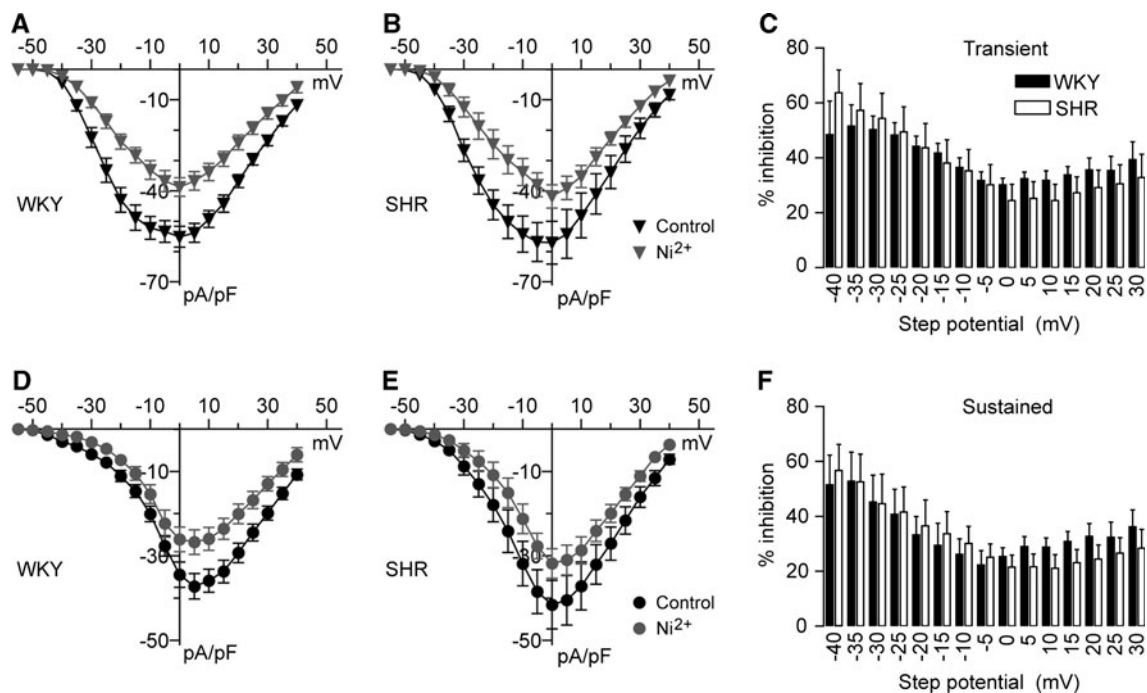 A
-50 -30 -10 10 30 50
mV
-10
-40
-70
pA/pF
WKY
B
-50 -30 -10 10 30 50
mV
-10
-40
-70
pA/pF
SHR
Control
Ni2+
C
Transient
WKY
SHR
% inhibition
80
60
40
20
0
-40 -35 -30 -25 -20 -15 -10 -5 0 5 10 15 20 25 30
Step potential (mV)
D
-50 -30 -10 10 30 50
mV
-10
-30
-50
pA/pF
WKY
E
-50 -30 -10 10 30 50
mV
-10
-30
-50
pA/pF
SHR
Control
Ni2+
F
Sustained
% inhibition
80
60
40
20
0
-40 -35 -30 -25 -20 -15 -10 -5 0 5 10 15 20 25 30
Step potential (mV)